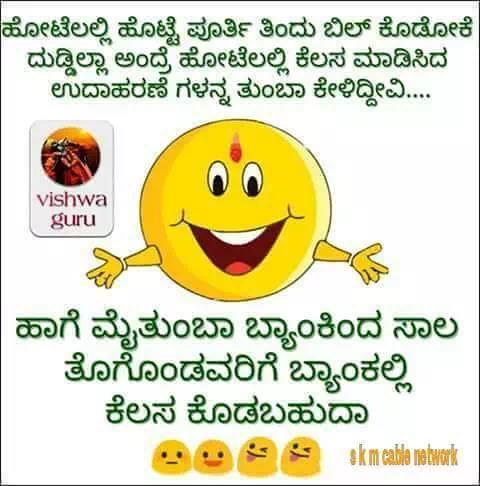 ಹೋಟೆಲಲ್ಲಿ ಹೊಟ್ಟೆ ಪೂರ್ತಿ ತಿಂದು ಬಿಲ್ ಕೊಡೋಕೆ
ದುಡ್ಡಿಲ್ಲಾ ಅಂದ್ರೆ ಹೋಟೆಲಲ್ಲಿ ಕೆಲಸ ಮಾಡಿಸಿದ
ಉದಾಹರಣೆ ಗಳನ್ನ ತುಂಬಾ ಕೇಳಿದ್ದೀವಿ....
vishwa
guru
ಹಾಗೆ ಮೈತುಂಬಾ ಬ್ಯಾಂಕಿಂದ ಸಾಲ
ತೊಗೊಂಡವರಿಗೆ ಬ್ಯಾಂಕಲ್ಲಿ
ಕೆಲಸ ಕೊಡಬಹುದಾ
s k m cable network